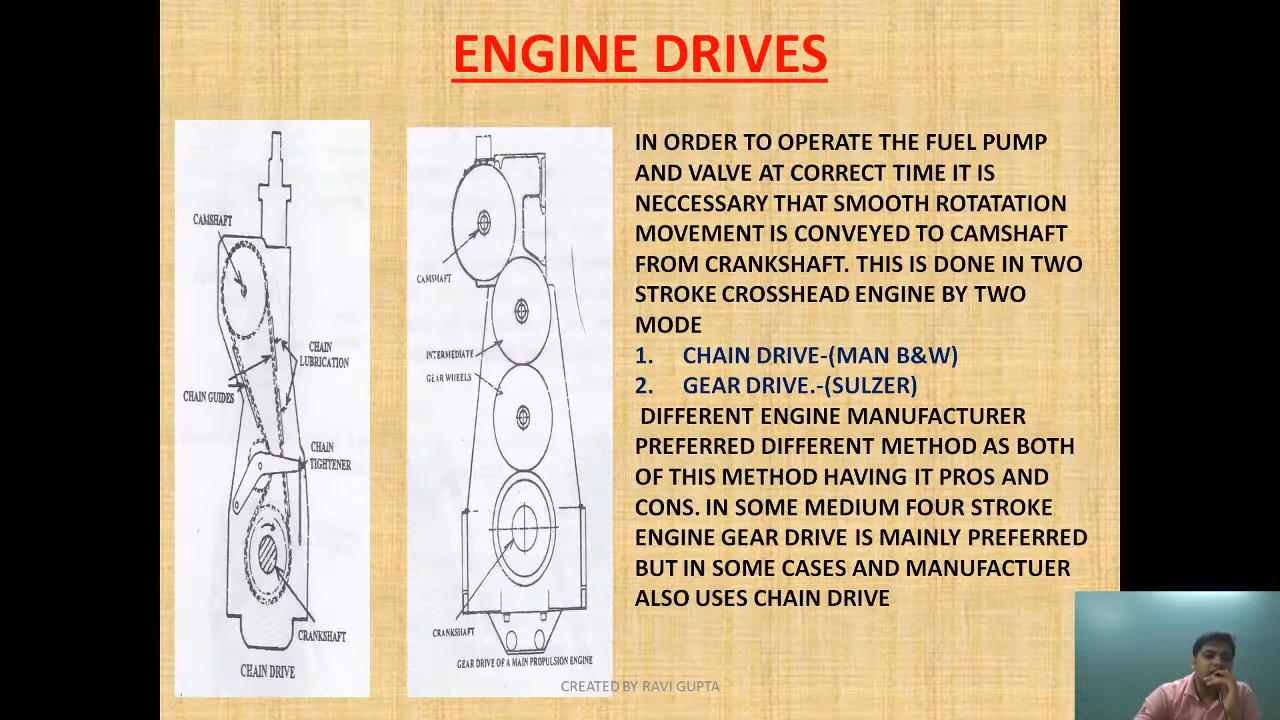 ENGINE DRIVES
CAMSHAFT
CHAIN
LUBRICATION
CHAIN GUIDES
CHAIN
TIGHTENER
CRANKSHAFT
CHAIN DRIVE
CAMSHAFT
INTERMEDIATE
GEAR WHEELS
CRANKSHAFT
GEAR DRIVE OF A MAIN PROPULSION ENGINE
IN ORDER TO OPERATE THE FUEL PUMP
AND VALVE AT CORRECT TIME IT IS
NECCESSARY THAT SMOOTH ROTATATION
MOVEMENT IS CONVEYED TO CAMSHAFT
FROM CRANKSHAFT. THIS IS DONE IN TWO
STROKE CROSSHEAD ENGINE BY TWO
MODE
1. CHAIN DRIVE-(MAN B&W)
2. GEAR DRIVE.-(SULZER)
DIFFERENT ENGINE MANUFACTURER
PREFERRED DIFFERENT METHOD AS BOTH
OF THIS METHOD HAVING IT PROS AND
CONS. IN SOME MEDIUM FOUR STROKE
ENGINE GEAR DRIVE IS MAINLY PREFERRED
BUT IN SOME CASES AND MANUFACTUER
ALSO USES CHAIN DRIVE
CREATED BY RAVI GUPTA